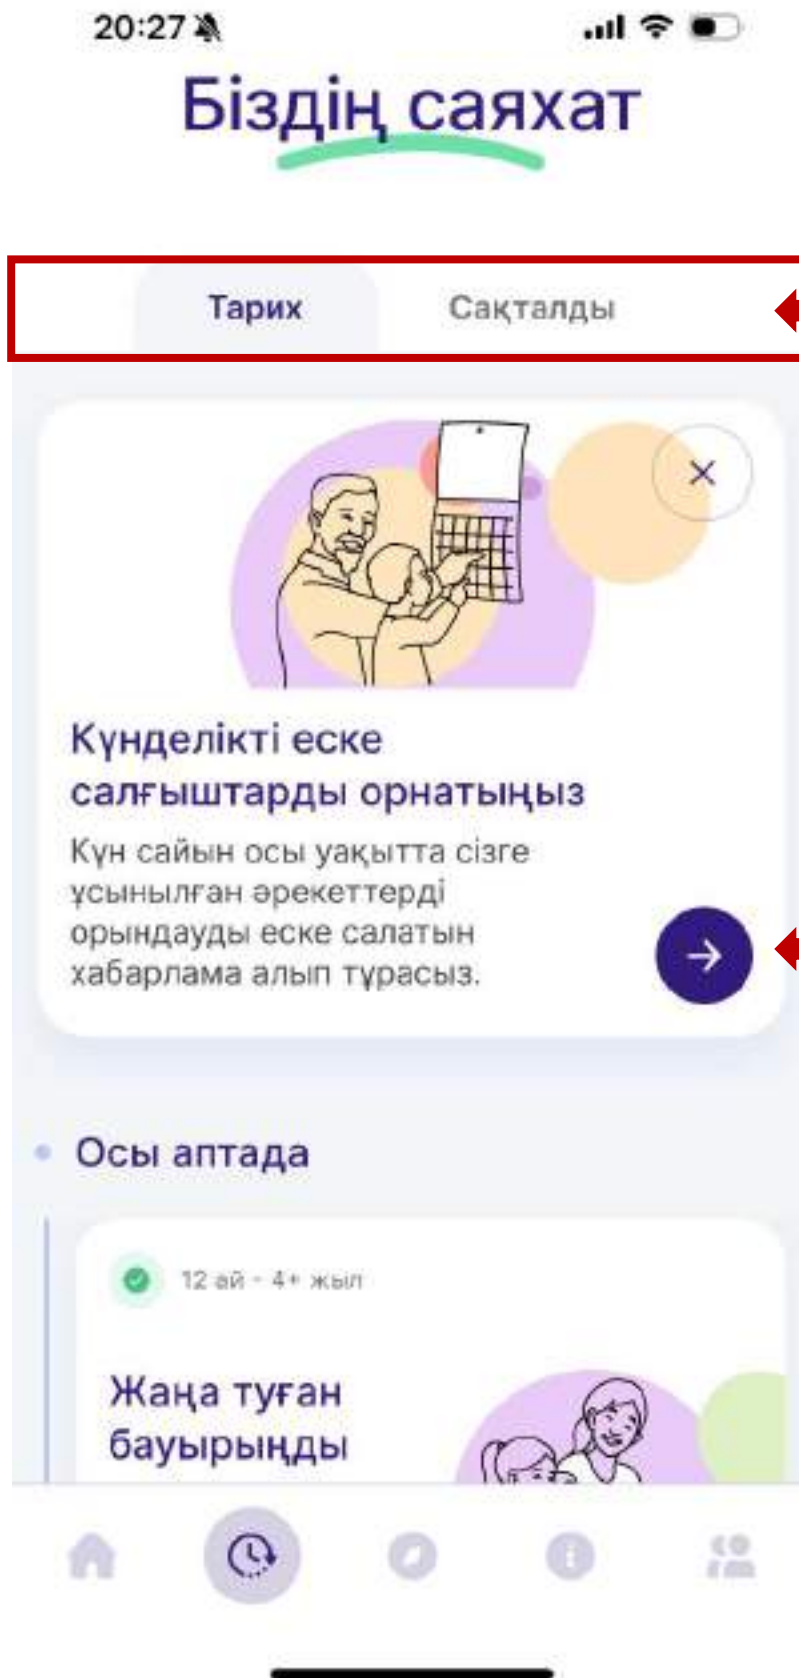 20:27
Біздің саяхат
Тарих
Сақталды
Күнделікті еске
салғыштарды орнатыңыз
Күн сайын осы уақытта сізге
ұсынылған әрекеттерді
орындауды еске салатын
хабарлама алып тұрасыз.
Осы аптада
12 ай - 4+ жыл
Жаңа туған
бауырыңды